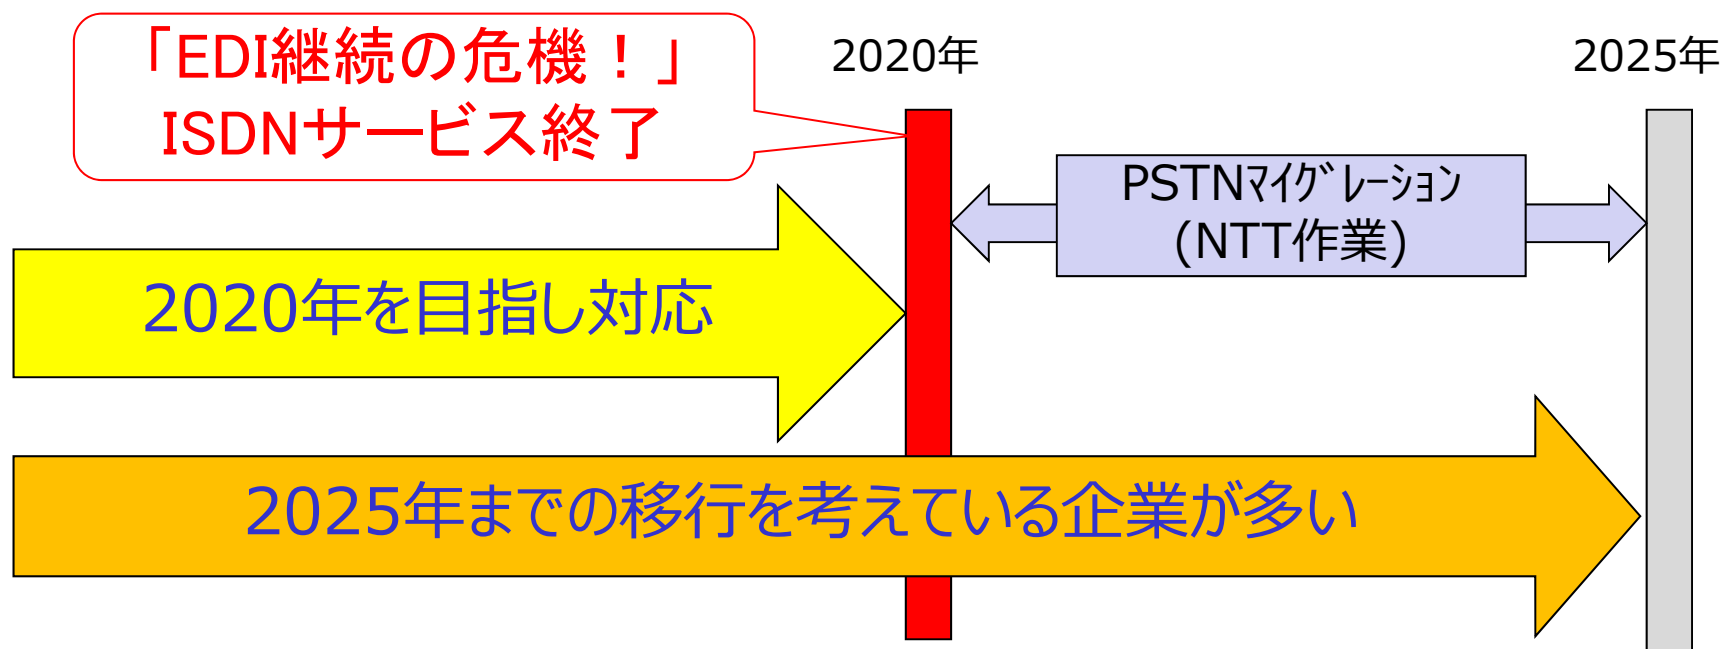 「EDI継続の危機！」
ISDNサービス終了
2020年
2025年
PSTNﾏｲｸﾞﾚｰｼｮﾝ
(NTT作業)
2020年を目指し対応
2025年までの移行を考えている企業が多い